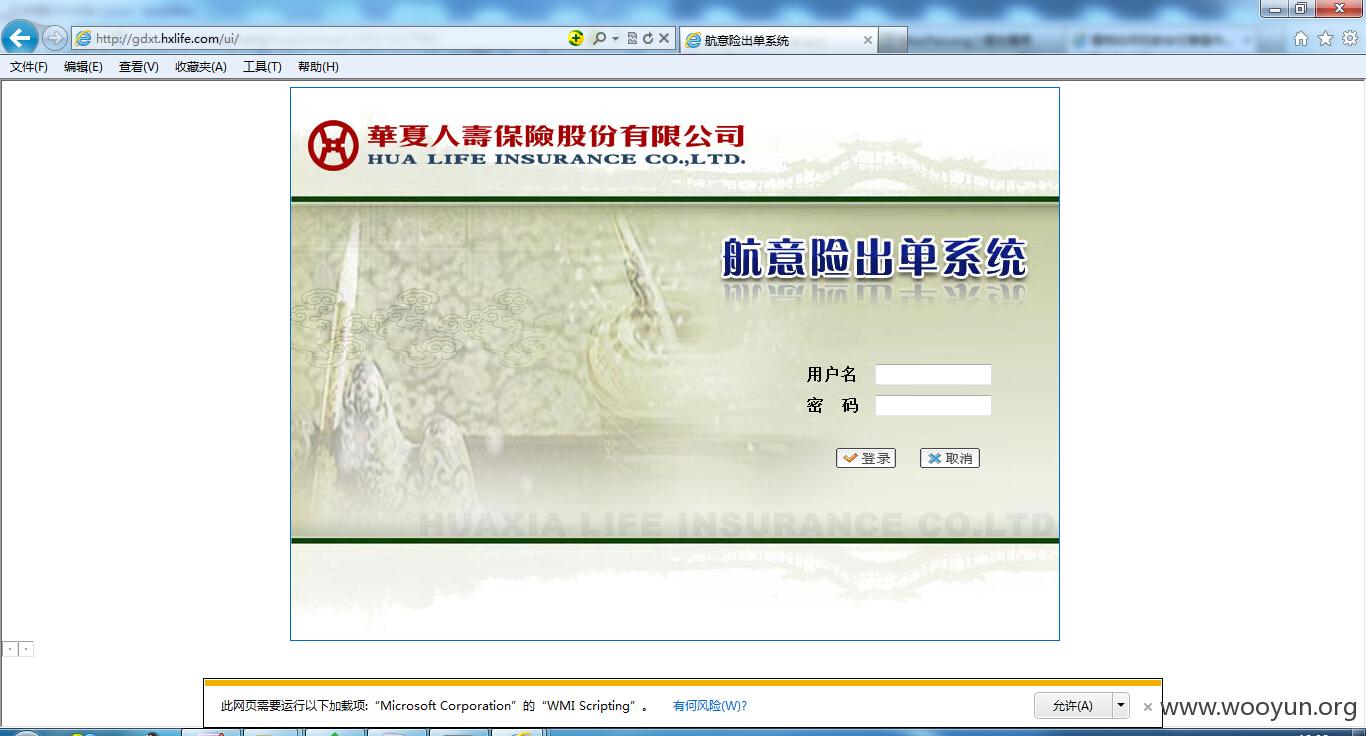 http://gdxt.hxlife.com/ui/
航意险出单系统
文件(F) 编辑(E) 查看(V) 收藏夹(A) 工具(T) 帮助(H)
華夏人壽保險股份有限公司
HUA LIFE INSURANCE CO.,LTD.
航意险出单系统
用户名
密 码
登录 取消
HUAXIA LIFE INSURANCE CO.LTD
此网页需要运行以下加载项: “Microsoft Corporation”的“WMI Scripting”。 有何风险(W)? 允许(A)
www.wooyun.org